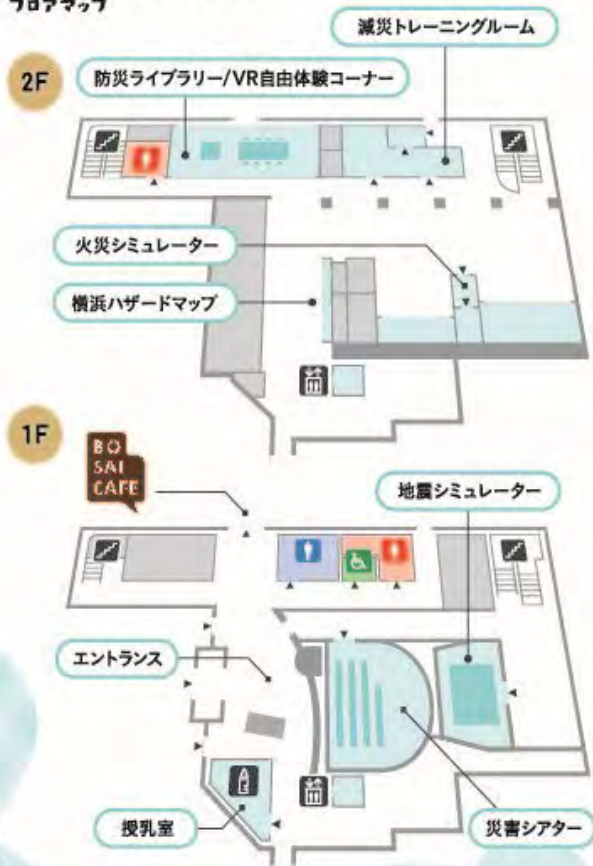 フロアマップ
減災トレーニングルーム
2F
防災ライブラリー/VR自由体験コーナー
火災シミュレーター
横浜ハザードマップ
1F
BO
SAI
CAFE
地震シミュレーター
エントランス
授乳室
災害シアター